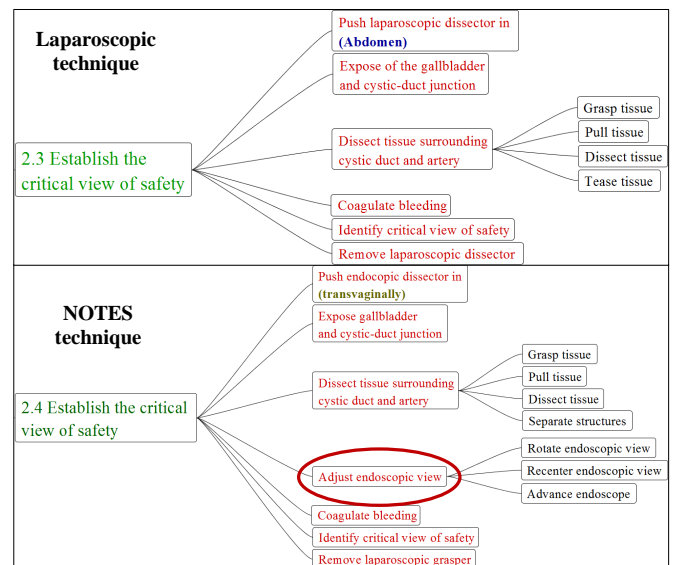 Laparoscopic
technique
2.3 Establish the
critical view of safety
Push laparoscopic dissector in
(Abdomen)
Expose of the gallbladder
and cystic-duct junction
Dissect tissue surrounding
cystic duct and artery
Grasp tissue
Pull tissue
Dissect tissue
Tease tissue
Coagulate bleeding
Identify critical view of safety
Remove laparoscopic dissector
NOTES
technique
2.4 Establish the critical
view of safety
Push endocopic dissector in
(transvaginally)
Expose gallbladder
and cystic-duct junction
Dissect tissue surrounding
cystic duct and artery
Grasp tissue
Pull tissue
Dissect tissue
Separate structures
Adjust endoscopic view
Rotate endoscopic view
Recenter endoscopic view
Advance endoscope
Coagulate bleeding
Identify critical view of safety
Remove laparoscopic grasper